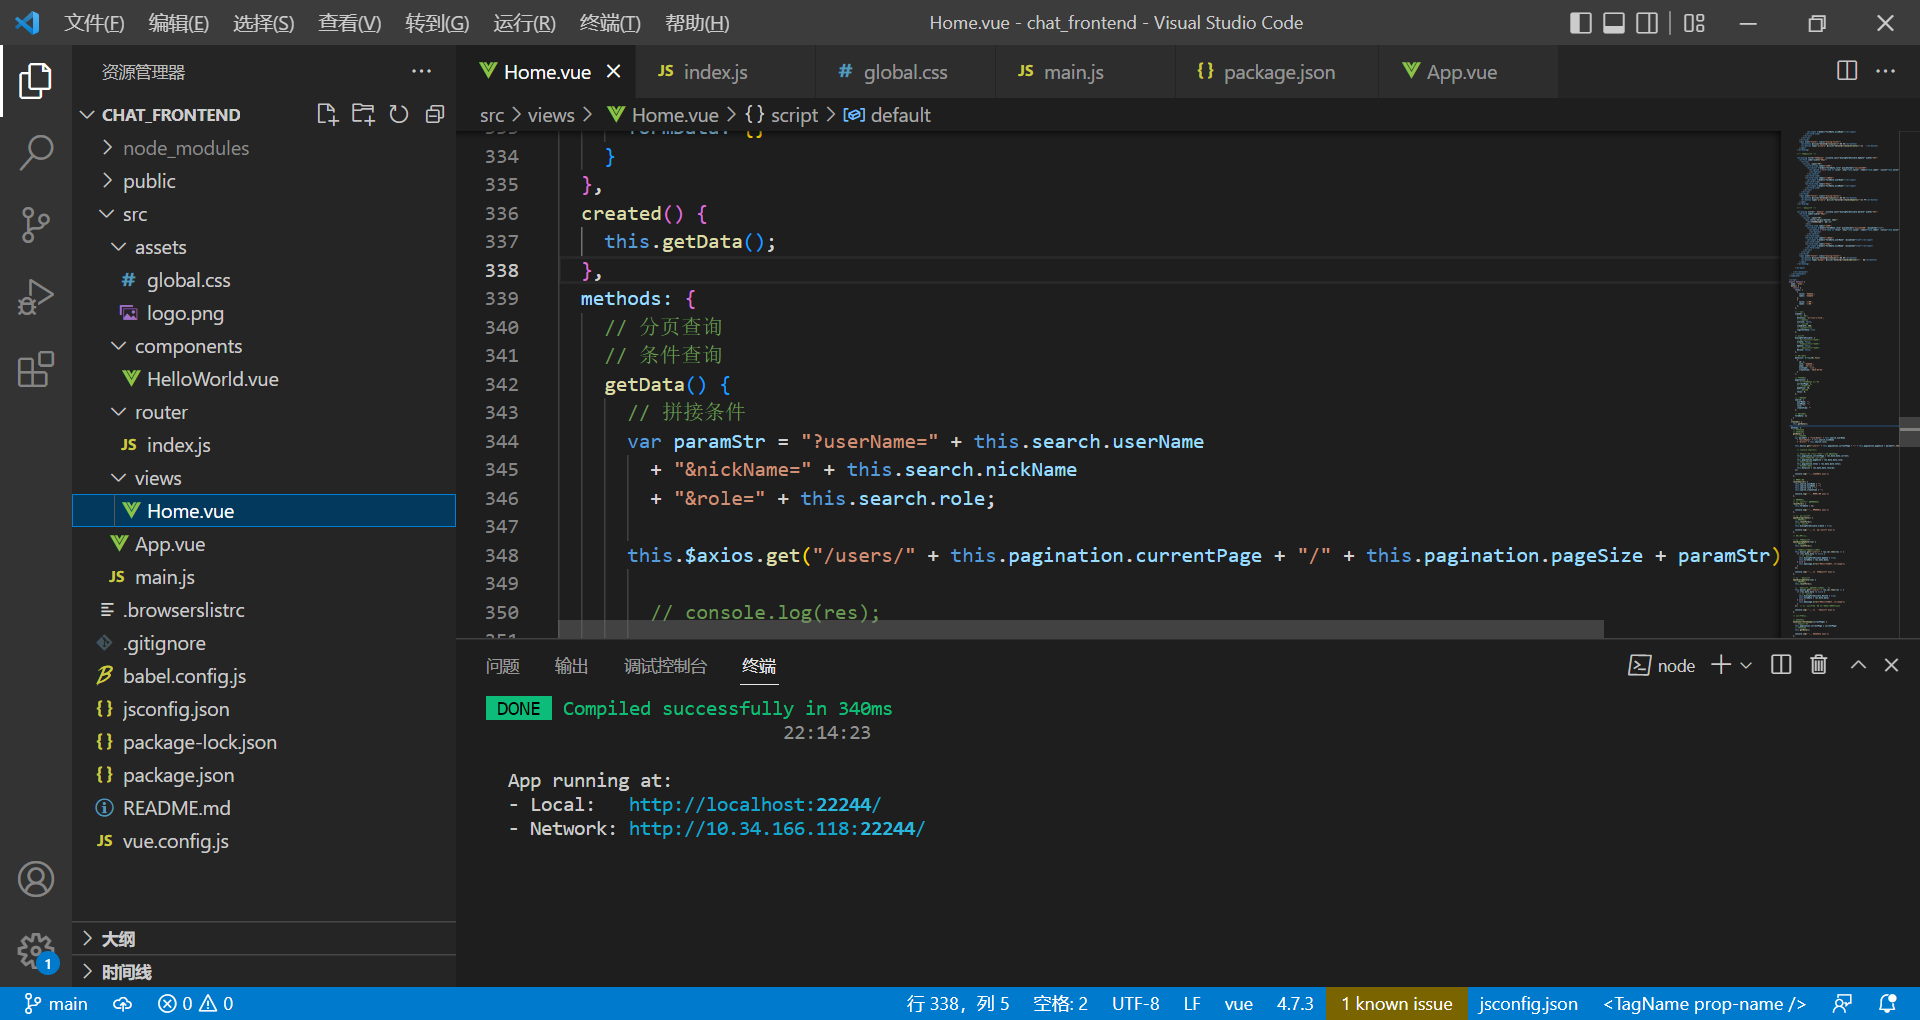 文件(F) 编辑(E) 选择(S) 查看(V) 转到(G) 运行(R) 终端(T) 帮助(H) Home.vue - chat_frontend - Visual Studio Code
资源管理器
CHAT_FRONTEND
node_modules
public
src
assets
# global.css
logo.png
components
HelloWorld.vue
router
JS index.js
views
Home.vue
App.vue
JS main.js
.browserslistrc
.gitignore
babel.config.js
{} jsconfig.json
{} package-lock.json
{} package.json
README.md
JS vue.config.js
大纲
时间线
1
Home.vue JS index.js # global.css JS main.js {} package.json App.vue
src > views > Home.vue > {} script > default
334 }
335 },
336 created() {
337 this.getData();
338 },
339 methods: {
340 // 分页查询
341 // 条件查询
342 getData() {
343 // 拼接条件
344 var paramStr = "?userName=" + this.search.userName
345 + "&nickName=" + this.search.nickName
346 + "&role=" + this.search.role;
347
348 this.$axios.get("/users/" + this.pagination.currentPage + "/" + this.pagination.pageSize + paramStr)
349
350 // console.log(res);
问题 输出 调试控制台 终端 node
DONE Compiled successfully in 340ms
22:14:23
App running at:
- Local: http://localhost:22244/
- Network: http://10.34.166.118:22244/
main 0 0 行 338，列 5 空格: 2 UTF-8 LF vue 4.7.3 1 known issue jsconfig.json <TagName prop-name />